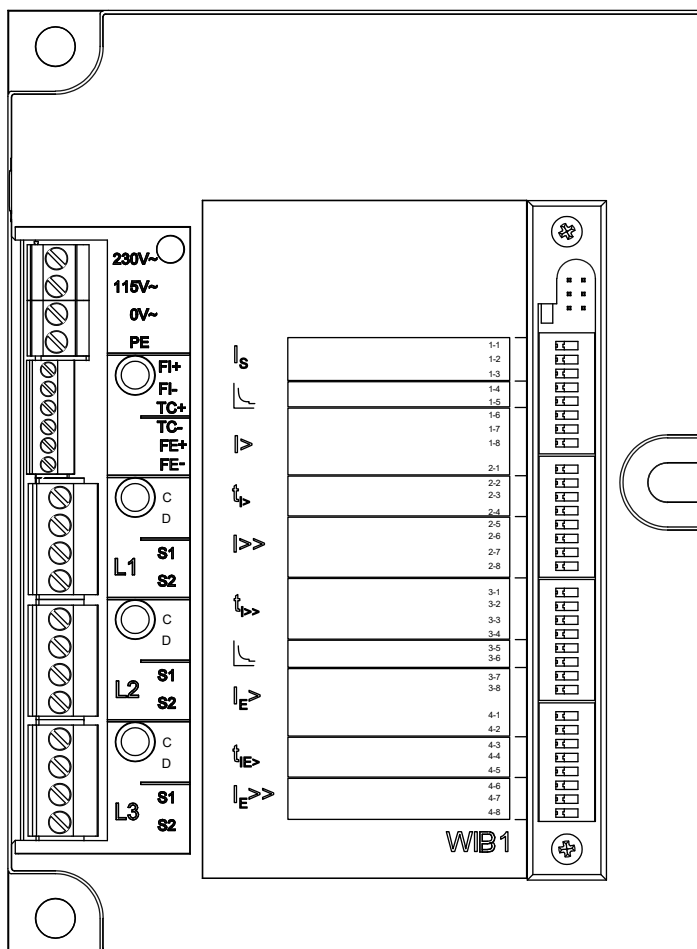 230V~
115V~
0V~
PE
FI+
FI-
TC+
TC-
FE+
FE-
C
D
L1
S1
S2
C
D
L2
S1
S2
C
D
L3
S1
S2
IS
I>
tI>
I>>
tI>>
IE>
tIE>
IE>>
1-1
1-2
1-3
1-4
1-5
1-6
1-7
1-8
2-1
2-2
2-3
2-4
2-5
2-6
2-7
2-8
3-1
3-2
3-3
3-4
3-5
3-6
3-7
3-8
4-1
4-2
4-3
4-4
4-5
4-6
4-7
4-8
WIB1